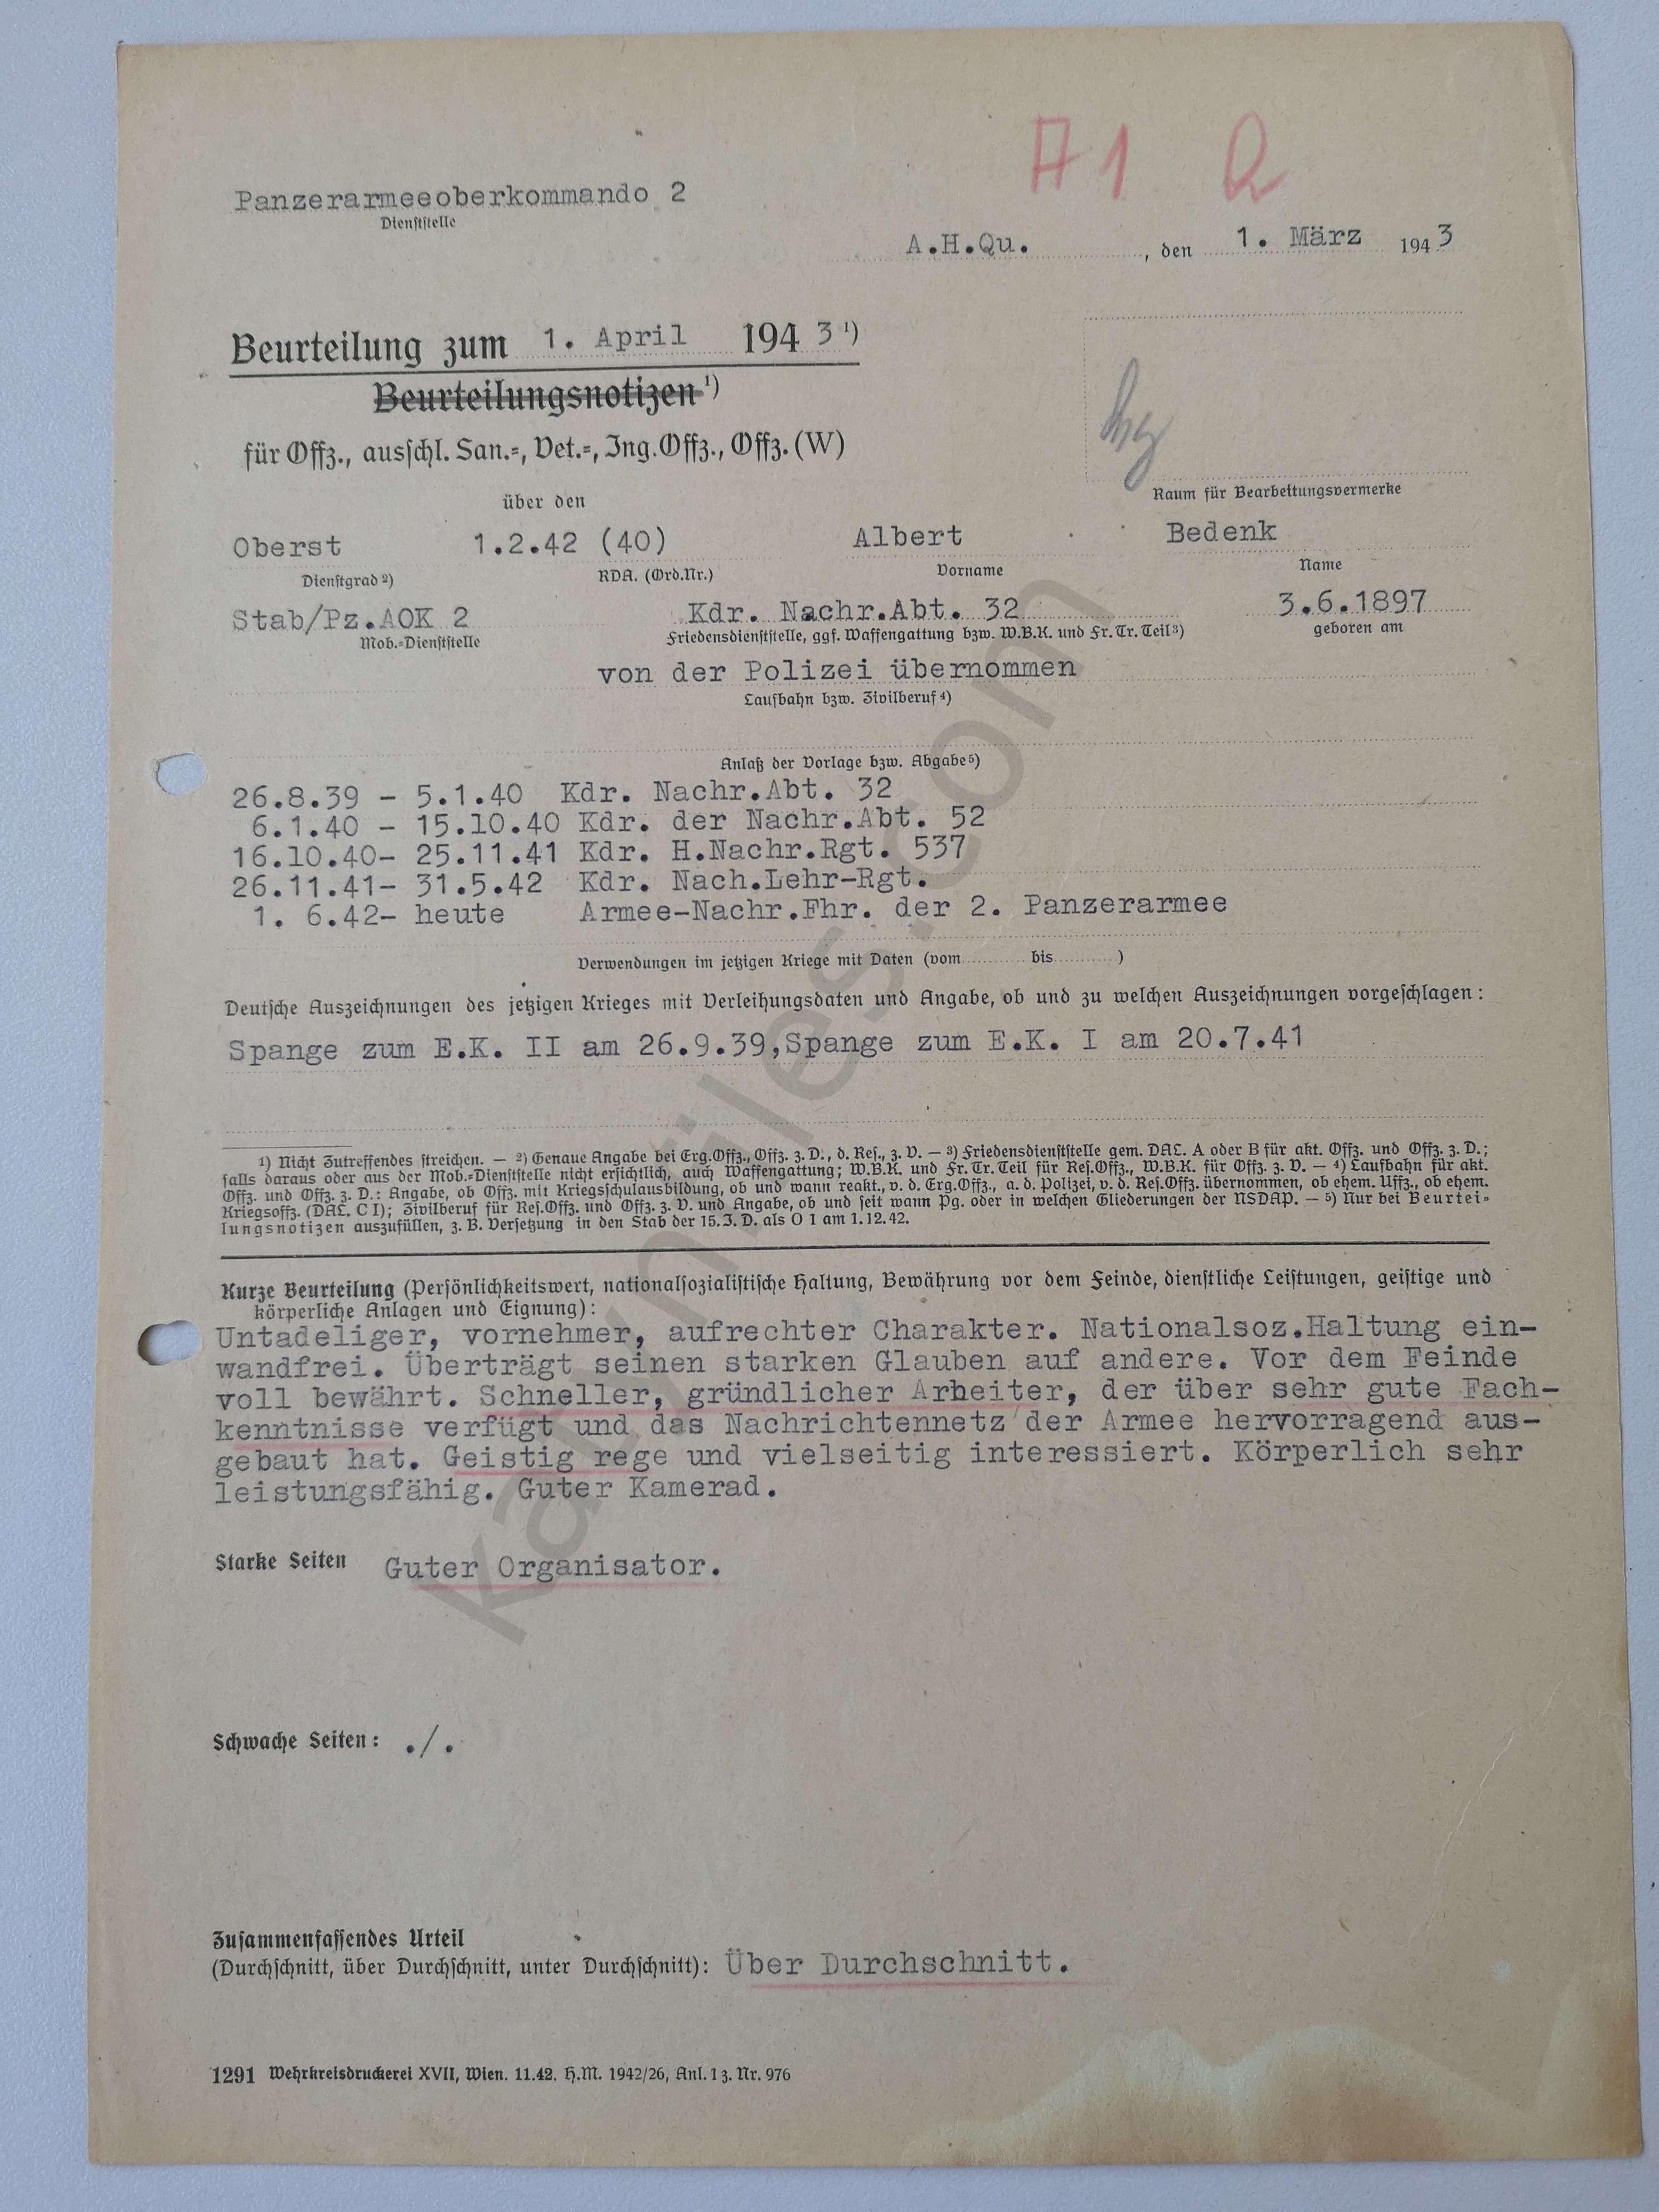 A1 Q
Panzerarmeeoberkommando 2
Dienststelle
A.H.Qu. , den 1. März 1943
Beurteilung zum 1. April 1943 ¹)
Beurteilungsnotizen ¹)
für Offz., ausschl. San.=, Vet.=, Ing.Offz., Offz. (W)
Raum für Bearbeitungsvermerke
über den
Oberst 1.2.42 (40) Albert Bedenk
Dienstgrad ²) RDA. (Ord.Nr.) Vorname Name
Stab/Pz.AOK 2 Kdr. Nachr.Abt. 32 3.6.1897
Mob.=Dienststelle Friedensdienststelle, ggf. Waffengattung bzw. W.B.K. und Fr. Tr. Teil ³) geboren am
von der Polizei übernommen
Laufbahn bzw. Zivilberuf ⁴)
Anlaß der Vorlage bzw. Abgabe ⁵)
26.8.39 - 5.1.40 Kdr. Nachr.Abt. 32
6.1.40 - 15.10.40 Kdr. der Nachr.Abt. 52
16.10.40- 25.11.41 Kdr. H.Nachr.Rgt. 537
26.11.41- 31.5.42 Kdr. Nach.Lehr-Rgt.
1. 6.42- heute Armee-Nachr.Fhr. der 2. Panzerarmee
Verwendungen im jetzigen Kriege mit Daten (vom........... bis...........)
Deutsche Auszeichnungen des jetzigen Krieges mit Verleihungsdaten und Angabe, ob und zu welchen Auszeichnungen vorgeschlagen:
Spange zum E.K. II am 26.9.39,Spange zum E.K. I am 20.7.41
¹) Nicht Zutreffendes streichen. — ²) Genaue Angabe bei Erg.Offz., Offz. z. D., d. Res., z. V. — ³) Friedensdienststelle gem. DAL. A oder B für akt. Offz. und Offz. z. D.;
falls daraus oder aus der Mob.=Dienststelle nicht ersichtlich, auch Waffengattung; W.B.K. und Fr. Tr. Teil für Res.Offz., W.B.K. für Offz. z. V. — ⁴) Laufbahn für akt.
Offz. und Offz. z. D.: Angabe, ob Offz. mit Kriegsschulausbildung, ob und wann reakt., v. d. Erg.Offz., a. d. Polizei, v. d. Res.Offz. übernommen, ob ehem. Uffz., ob ehem.
Kriegsoffz. (DAL. C I); Zivilberuf für Res.Offz. und Offz. z. V. und Angabe, ob und seit wann Pg. oder in welchen Gliederungen der NSDAP. — ⁵) Nur bei Beurtei=
lungsnotizen auszufüllen, z. B. Versetzung in den Stab der 15. J. D. als O 1 am 1.12.42.
Kurze Beurteilung (Persönlichkeitswert, nationalsozialistische Haltung, Bewährung vor dem Feinde, dienstliche Leistungen, geistige und
körperliche Anlagen und Eignung):
Untadeliger, vornehmer, aufrechter Charakter. Nationalsoz.Haltung ein-
wandfrei. Überträgt seinen starken Glauben auf andere. Vor dem Feinde
voll bewährt. Schneller, gründlicher Arbeiter, der über sehr gute Fach-
kenntnisse verfügt und das Nachrichtennetz der Armee hervorragend aus-
gebaut hat. Geistig rege und vielseitig interessiert. Körperlich sehr
leistungsfähig. Guter Kamerad.
Starke Seiten Guter Organisator.
Schwache Seiten: ./.
Zusammenfassendes Urteil
(Durchschnitt, über Durchschnitt, unter Durchschnitt): Über Durchschnitt.
1291 Wehrkreisdruckerei XVII, Wien. 11.42. H.M. 1942/26, Anl. 1 3. Nr. 976